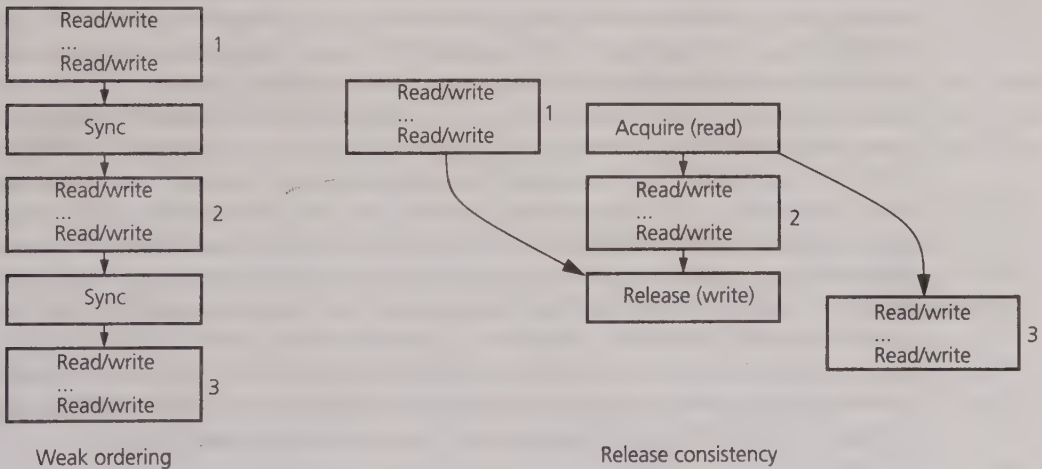 Read/write
...
Read/write
1
Sync
Read/write
...
Read/write
2
Sync
Read/write
...
Read/write
3
Weak ordering
Read/write
...
Read/write
1
Acquire (read)
Read/write
...
Read/write
2
Release (write)
Read/write
...
Read/write
3
Release consistency